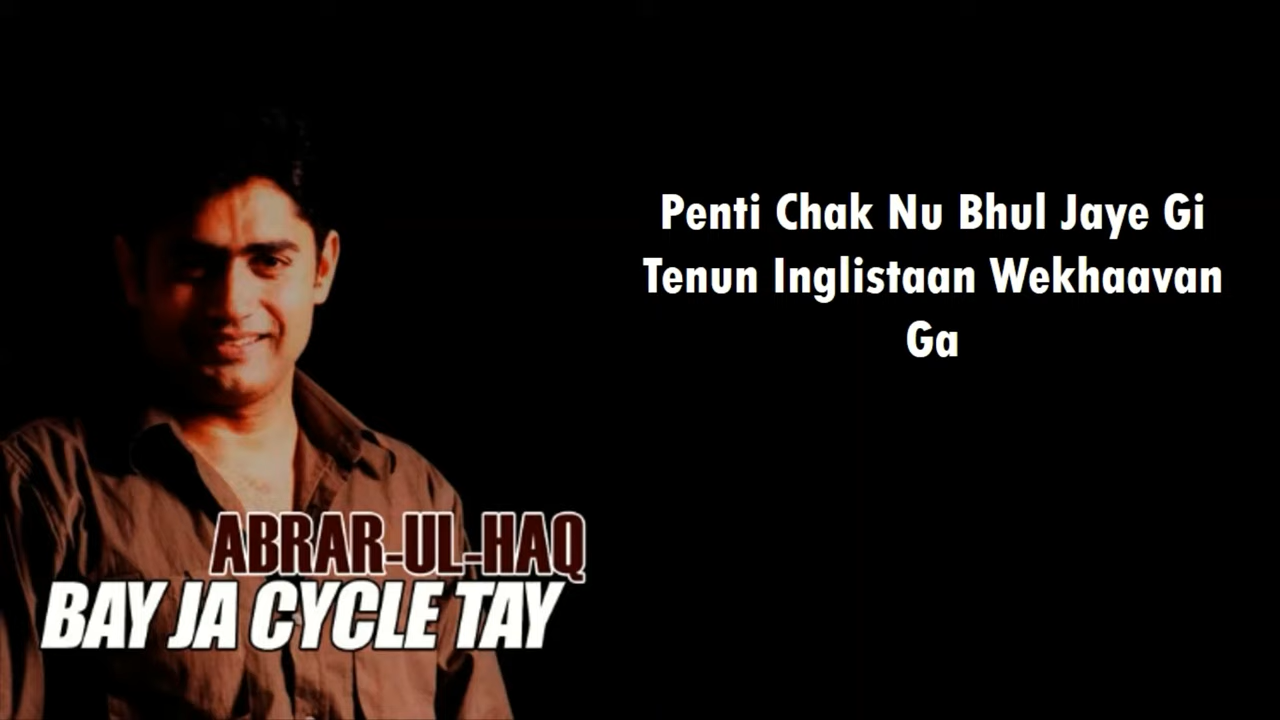 Penti Chak Nu Bhul Jaye Gi
Tenun Inglistaan Wekhaavan
Ga
ABRAR-UL-HAQ
BAY JA CYCLE TAY